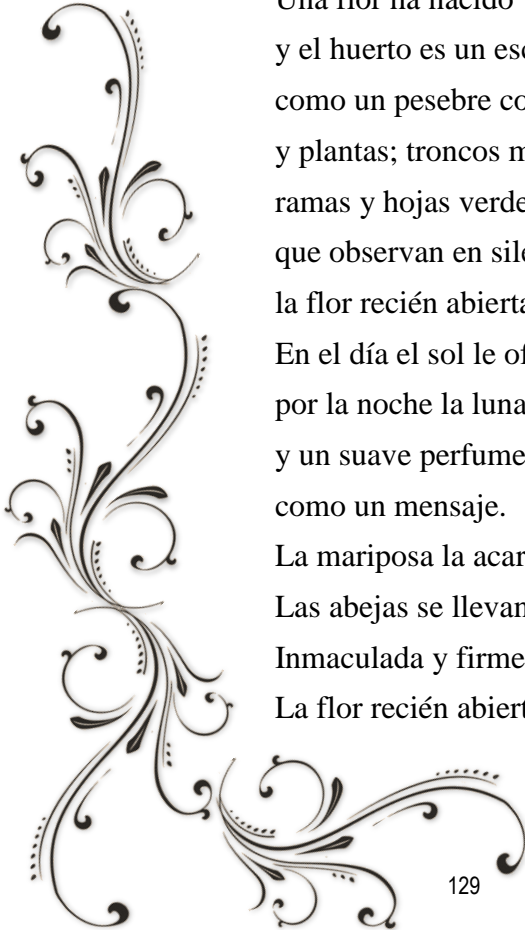 Una flor ha nacido
y el huerto es un
como un pesebre
y plantas; troncos
ramas y hojas
que observan en
la flor recién
En el día el sol le
por la noche la luna
y un suave perfume
como un mensaje.
La mariposa la
Las abejas se
Inmaculada y firme
La flor recién
129